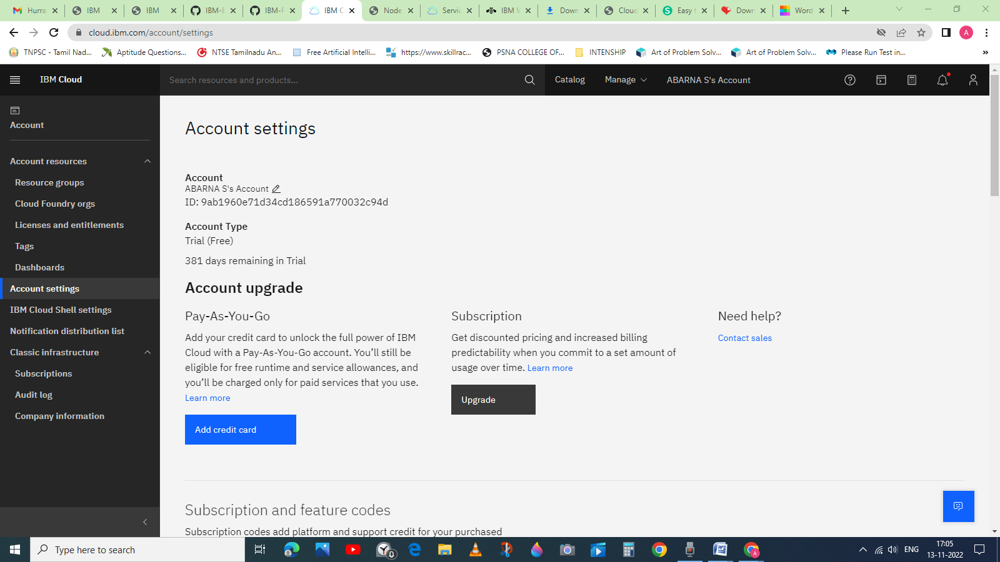 Hurra
IBM
IBM
IBM-E
IBM-F
IBM C
Node
Servic
IBM W
Down
Cloud
Easy t
Down
Word
cloud.ibm.com/account/settings
A
TNPSC - Tamil Nad...
Aptitude Questions...
NTSE Tamilnadu An...
Free Artificial Intelli...
https://www.skillrac...
PSNA COLLEGE OF...
INTENSHIP
Art of Problem Solv...
Art of Problem Solv...
Please Run Test in...
»
IBM Cloud
Search resources and products...
Catalog
Manage
ABARNA S's Account
Account
Account resources
Resource groups
Cloud Foundry orgs
Licenses and entitlements
Tags
Dashboards
Account settings
IBM Cloud Shell settings
Notification distribution list
Classic infrastructure
Subscriptions
Audit log
Company information
Account settings
Account
ABARNA S's Account
ID: 9ab1960e71d34cd186591a770032c94d
Account Type
Trial (Free)
381 days remaining in Trial
Account upgrade
Pay-As-You-Go
Add your credit card to unlock the full power of IBM
Cloud with a Pay-As-You-Go account. You’ll still be
eligible for free runtime and service allowances, and
you’ll be charged only for paid services that you use.
Learn more
Add credit card
Subscription
Get discounted pricing and increased billing
predictability when you commit to a set amount of
usage over time. Learn more
Upgrade
Need help?
Contact sales
Subscription and feature codes
Subscription codes add platform and support credit for your purchased
Type here to search
0
A
ENG
17:05
13-11-2022